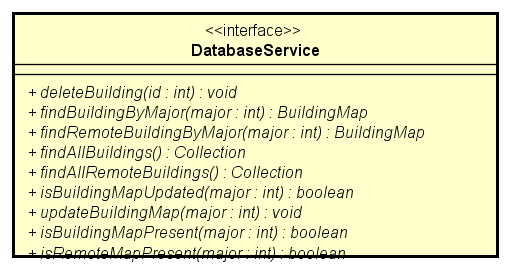 <<interface>>
DatabaseService
+ deleteBuilding(id : int) : void
+ findBuildingByMajor(major : int) : BuildingMap
+ findRemoteBuildingByMajor(major : int) : BuildingMap
+ findAllBuildings() : Collection
+ findAllRemoteBuildings() : Collection
+ isBuildingMapUpdated(major : int) : boolean
+ updateBuildingMap(major : int) : void
+ isBuildingMapPresent(major : int) : boolean
+ isRemoteMapPresent(major : int) : boolean